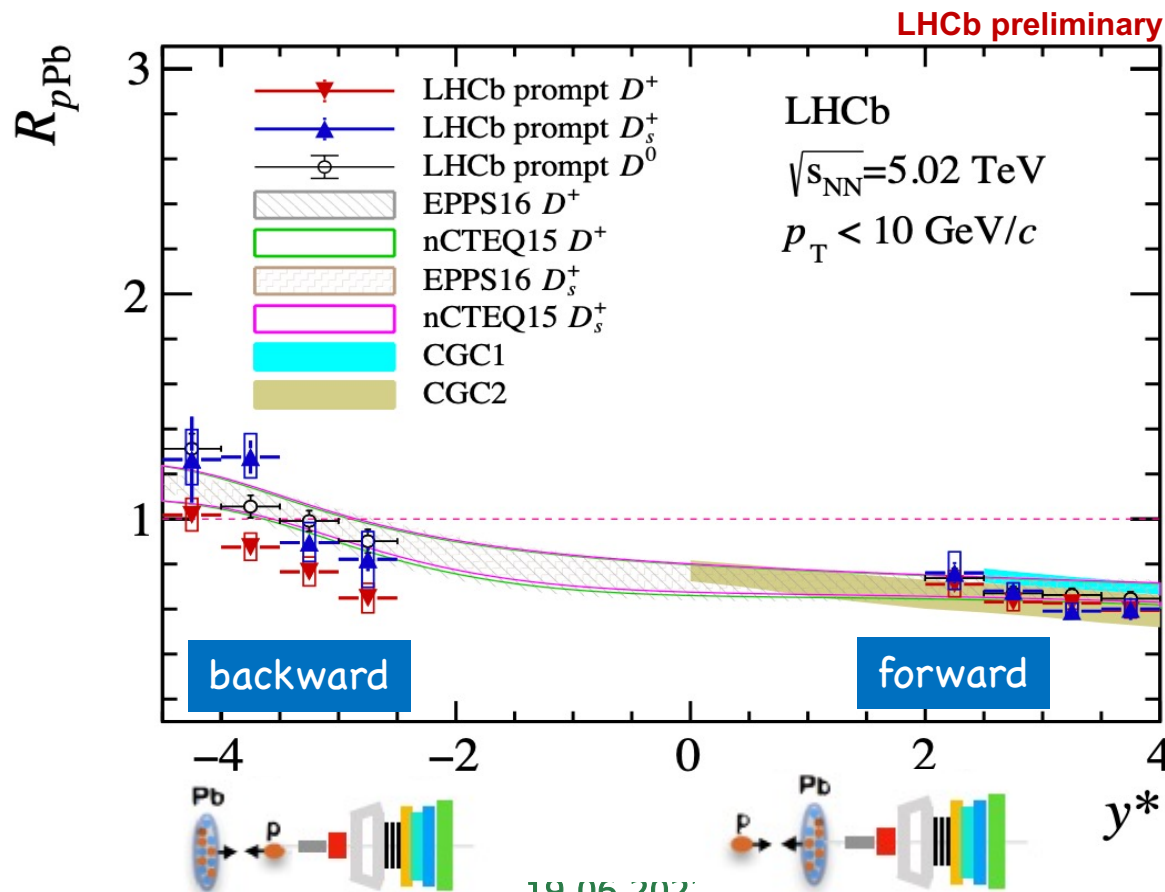 LHCb preliminary
R_pPb
3
2
1
LHCb prompt D⁺
LHCb prompt D_s⁺
LHCb prompt D⁰
EPPS16 D⁺
nCTEQ15 D⁺
EPPS16 D_s⁺
nCTEQ15 D_s⁺
CGC1
CGC2
LHCb
√s_NN=5.02 TeV
p_T < 10 GeV/c
backward
forward
−4 −2 0 2 4
y*
Pb p
p Pb